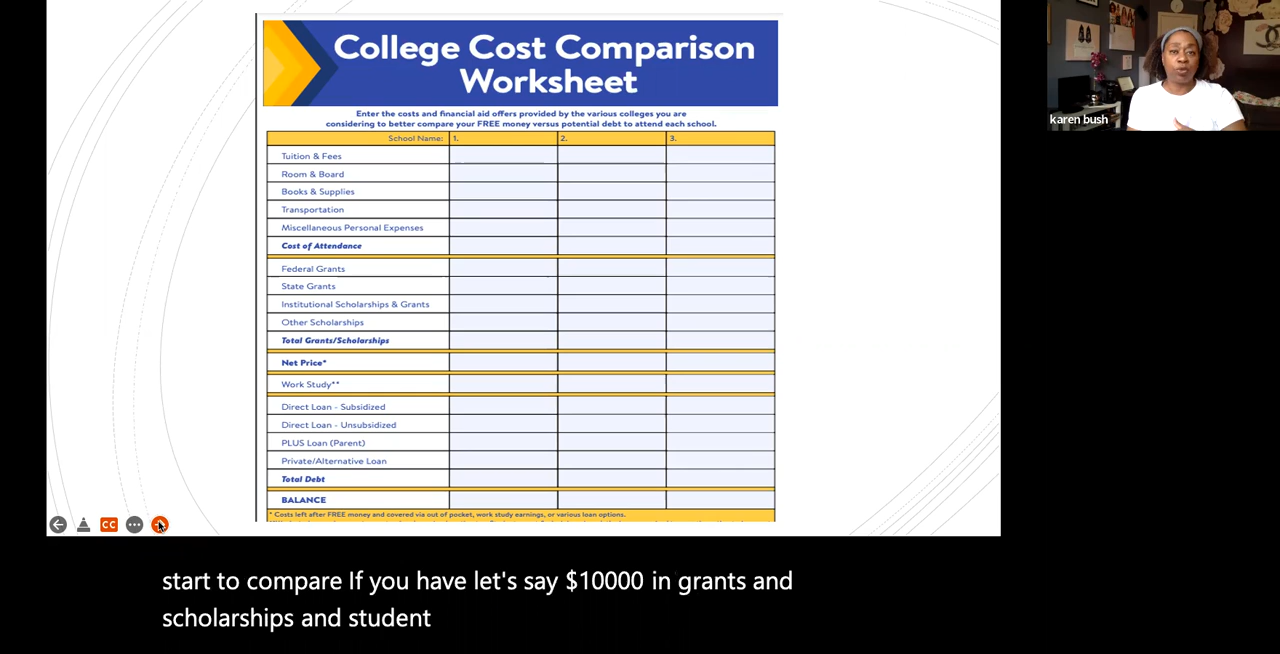 College Cost Comparison
Worksheet
Enter the costs and financial aid offers provided by the various colleges you are
considering to better compare your FREE money versus potential debt to attend each school.
School Name: 1. 2. 3.
Tuition & Fees
Room & Board
Books & Supplies
Transportation
Miscellaneous Personal Expenses
Cost of Attendance
Federal Grants
State Grants
Institutional Scholarships & Grants
Other Scholarships
Total Grants/Scholarships
Net Price*
Work Study**
Direct Loan - Subsidized
Direct Loan - Unsubsidized
PLUS Loan (Parent)
Private/Alternative Loan
Total Debt
BALANCE
* Costs left after FREE money and covered via out of pocket, work study earnings, or various loan options.
karen bush
CC
start to compare If you have let's say $10000 in grants and
scholarships and student